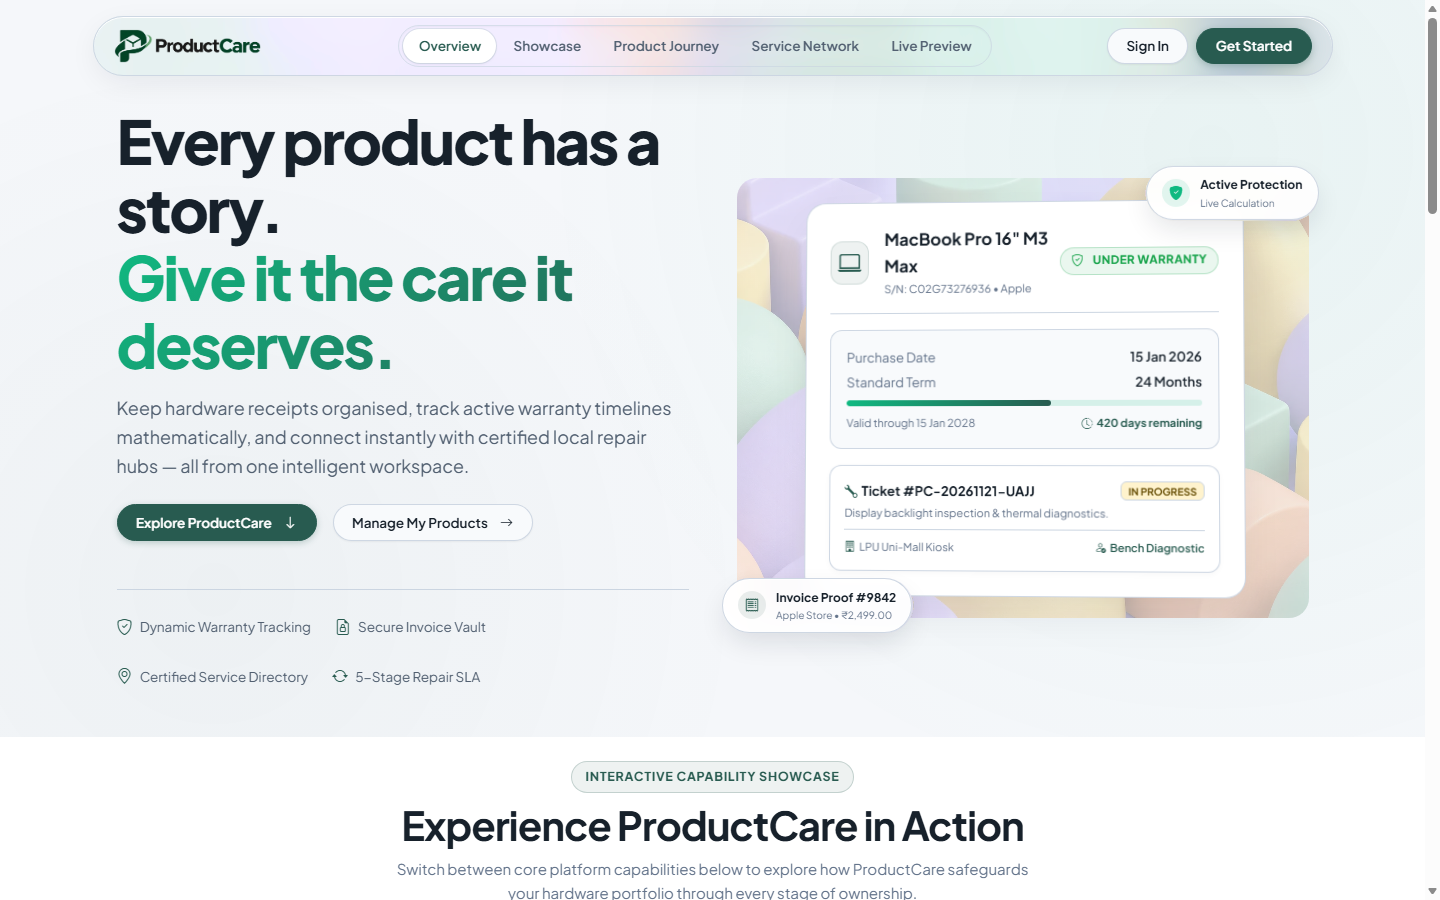 ProductCare
Overview
Showcase
Product Journey
Service Network
Live Preview
Sign In
Get Started
Every product has a
story.
Give it the care it
deserves.
Keep hardware receipts organised, track active warranty timelines
mathematically, and connect instantly with certified local repair
hubs — all from one intelligent workspace.
Explore ProductCare ↓
Manage My Products →
Dynamic Warranty Tracking
Secure Invoice Vault
Certified Service Directory
5-Stage Repair SLA
Active Protection
Live Calculation
MacBook Pro 16" M3
Max
S/N: C02G73276936 • Apple
UNDER WARRANTY
Purchase Date 15 Jan 2026
Standard Term 24 Months
Valid through 15 Jan 2028 420 days remaining
Ticket #PC-20261121-UAJJ IN PROGRESS
Display backlight inspection & thermal diagnostics.
LPU Uni-Mall Kiosk Bench Diagnostic
Invoice Proof #9842
Apple Store • ₹2,499.00
INTERACTIVE CAPABILITY SHOWCASE
Experience ProductCare in Action
Switch between core platform capabilities below to explore how ProductCare safeguards
your hardware portfolio through every stage of ownership.